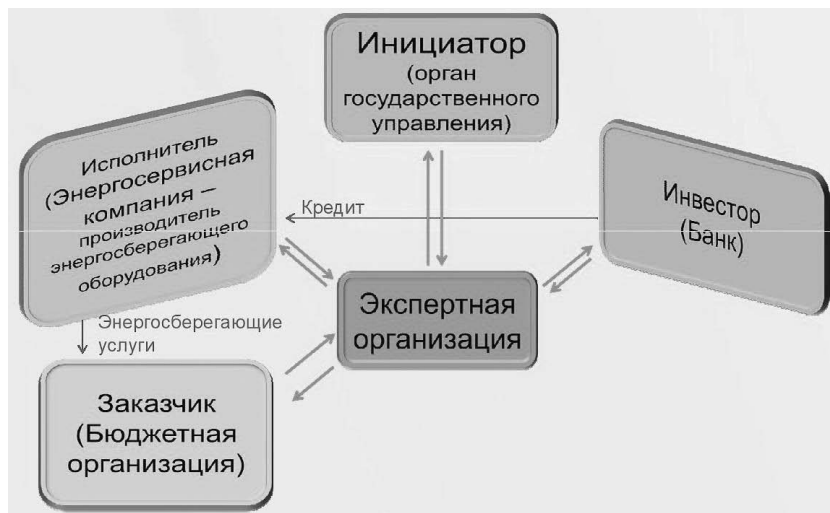 Инициатор
(орган
государственного
управления)
Исполнитель
(Энергосервисная
компания –
производитель
энергосберегающего
оборудования)
Кредит
Инвестор
(Банк)
Экспертная
организация
Энергосберегающие
услуги
Заказчик
(Бюджетная
организация)